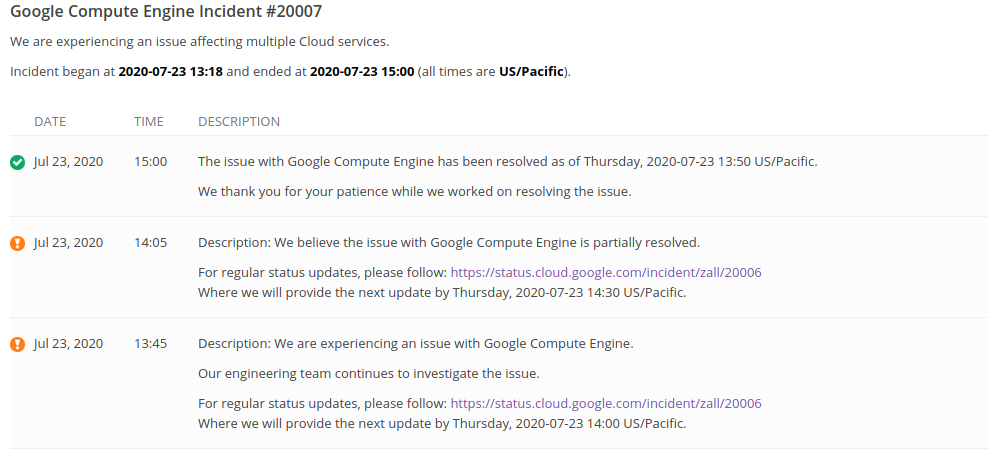 Google Compute Engine Incident #20007
We are experiencing an issue affecting multiple Cloud services.
Incident began at 2020-07-23 13:18 and ended at 2020-07-23 15:00 (all times are US/Pacific).
DATE TIME DESCRIPTION
Jul 23, 2020 15:00 The issue with Google Compute Engine has been resolved as of Thursday, 2020-07-23 13:50 US/Pacific.
We thank you for your patience while we worked on resolving the issue.
Jul 23, 2020 14:05 Description: We believe the issue with Google Compute Engine is partially resolved.
For regular status updates, please follow: https://status.cloud.google.com/incident/zall/20006
Where we will provide the next update by Thursday, 2020-07-23 14:30 US/Pacific.
Jul 23, 2020 13:45 Description: We are experiencing an issue with Google Compute Engine.
Our engineering team continues to investigate the issue.
For regular status updates, please follow: https://status.cloud.google.com/incident/zall/20006
Where we will provide the next update by Thursday, 2020-07-23 14:00 US/Pacific.